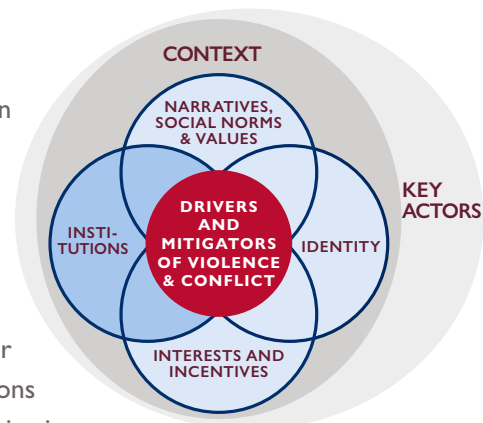 CONTEXT
NARRATIVES,
SOCIAL NORMS
& VALUES
KEY
ACTORS
DRIVERS
AND
MITIGATORS
OF VIOLENCE
& CONFLICT
INSTI-
TUTIONS
IDENTITY
INTERESTS AND
INCENTIVES